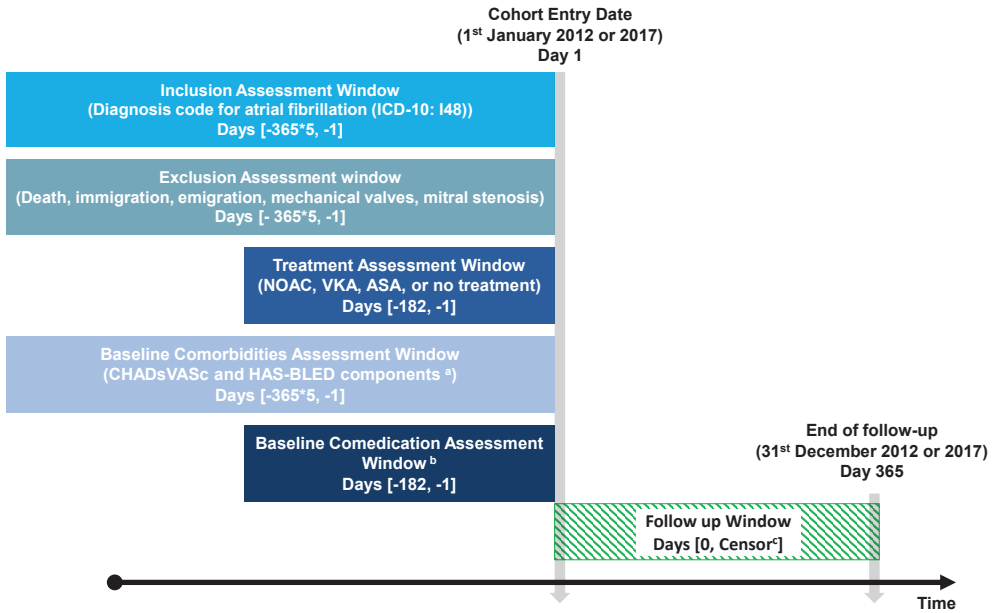 Cohort Entry Date
(1st January 2012 or 2017)
Day 1
Inclusion Assessment Window
(Diagnosis code for atrial fibrillation (ICD-10: I48))
Days [-365*5, -1]
Exclusion Assessment window
(Death, immigration, emigration, mechanical valves, mitral stenosis)
Days [- 365*5, -1]
Treatment Assessment Window
(NOAC, VKA, ASA, or no treatment)
Days [-182, -1]
Baseline Comorbidities Assessment Window
(CHADsVASc and HAS-BLED components a)
Days [-365*5, -1]
Baseline Comedication Assessment
Window b
Days [-182, -1]
End of follow-up
(31st December 2012 or 2017)
Day 365
Follow up Window
Days [0, Censorc]
Time